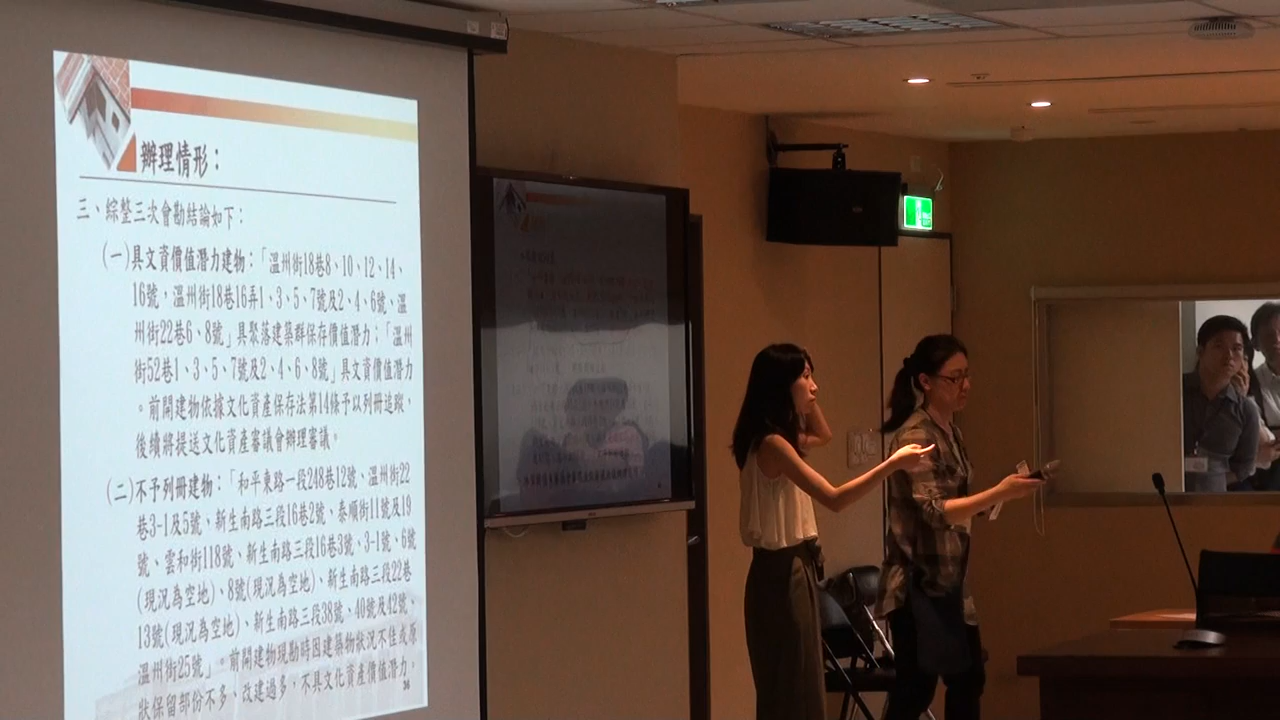 辦理情形：
三、綜整三次會勘結論如下：
(一)具文資價值潛力建物：「溫州街18巷8、10、12、14、
16號，溫州街18巷16弄1、3、5、7號及2、4、6號、溫
州街22巷6、8號」具聚落建築群保存價值潛力；「溫州
街52巷1、3、5、7號及2、4、6、8號」具文資價值潛力
。前開建物依據文化資產保存法第14條予以列冊追蹤，
後續將提送文化資產審議會辦理審議。
(二)不予列冊建物：「和平東路一段248巷12號、溫州街22
巷3-1及5號、新生南路三段16巷2號、泰順街11號及19
號、雲和街118號、新生南路三段16巷3號、3-1號、6號
(現況為空地)、8號(現況為空地)、新生南路三段22巷
13號(現況為空地)、新生南路三段38號、40號及42號、
溫州街25號」。前開建物現勘時因建築物狀況不佳或原
狀保留部份不多、改建過多，不具文化資產價值潛力。
36